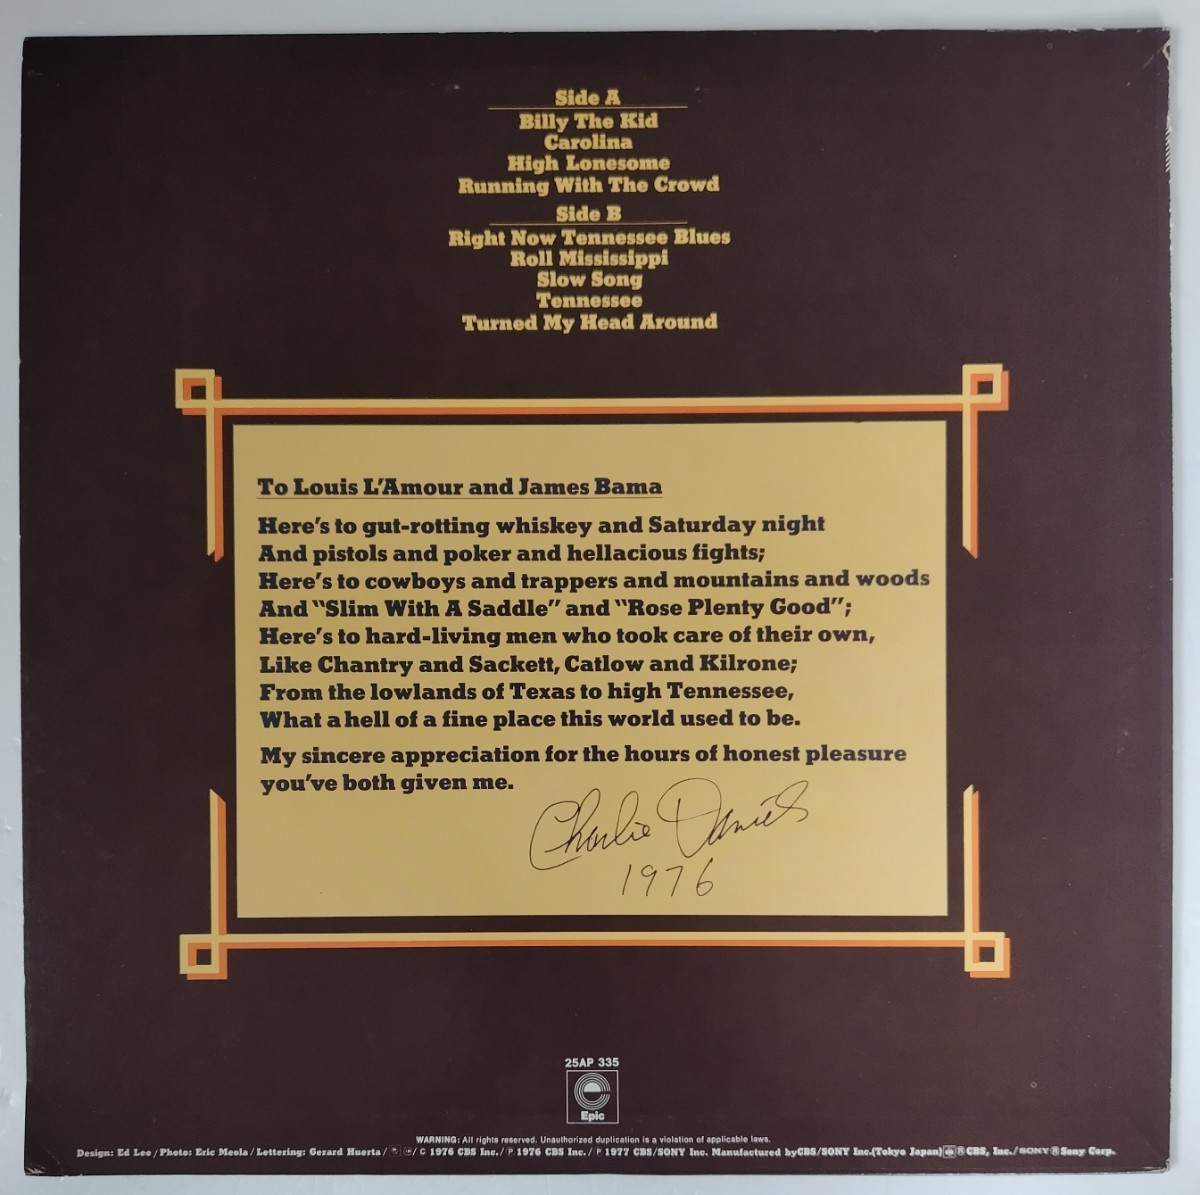 Side A
Billy The Kid
Carolina
High Lonesome
Running With The Crowd
Side B
Right Now Tennessee Blues
Roll Mississippi
Slow Song
Tennessee
Turned My Head Around
To Louis L'Amour and James Bama
Here's to gut-rotting whiskey and Saturday night
And pistols and poker and hellacious fights;
Here's to cowboys and trappers and mountains and woods
And "Slim With A Saddle" and "Rose Plenty Good";
Here's to hard-living men who took care of their own,
Like Chantry and Sackett, Catlow and Kilrone;
From the lowlands of Texas to high Tennessee,
What a hell of a fine place this world used to be.
My sincere appreciation for the hours of honest pleasure
you've both given me.
Charlie Daniels
1976
25AP 335
Epic
WARNING: All rights reserved. Unauthorized duplication is a violation of applicable laws.
Design: Ed Lee / Photo: Eric Meola / Lettering: Gerard Huerta / © 1976 CBS Inc. / ℗ 1976 CBS Inc. / ℗ 1977 CBS/SONY Inc. Manufactured by CBS/SONY Inc. (Tokyo Japan) ® CBS, Inc. / SONY ® Sony Corp.